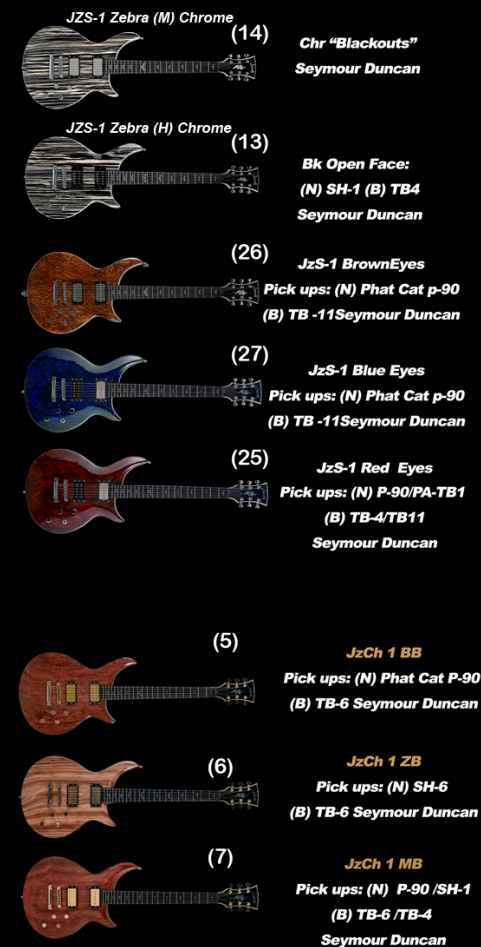 JZS-1 Zebra (M) Chrome
(14)
Chr “Blackouts”
Seymour Duncan
JZS-1 Zebra (H) Chrome
(13)
Bk Open Face:
(N) SH-1 (B) TB4
Seymour Duncan
(26)
JzS-1 BrownEyes
Pick ups: (N) Phat Cat p-90
(B) TB -11Seymour Duncan
(27)
JzS-1 Blue Eyes
Pick ups: (N) Phat Cat p-90
(B) TB -11Seymour Duncan
(25)
JzS-1 Red  Eyes
Pick ups: (N) P-90/PA-TB1
(B) TB-4/TB11
Seymour Duncan
(5)
JzCh 1 BB
Pick ups: (N) Phat Cat P-90
(B) TB-6 Seymour Duncan
(6)
JzCh 1 ZB
Pick ups: (N) SH-6
(B) TB-6 Seymour Duncan
(7)
JzCh 1 MB
Pick ups: (N)  P-90 /SH-1
(B) TB-6 /TB-4
Seymour Duncan